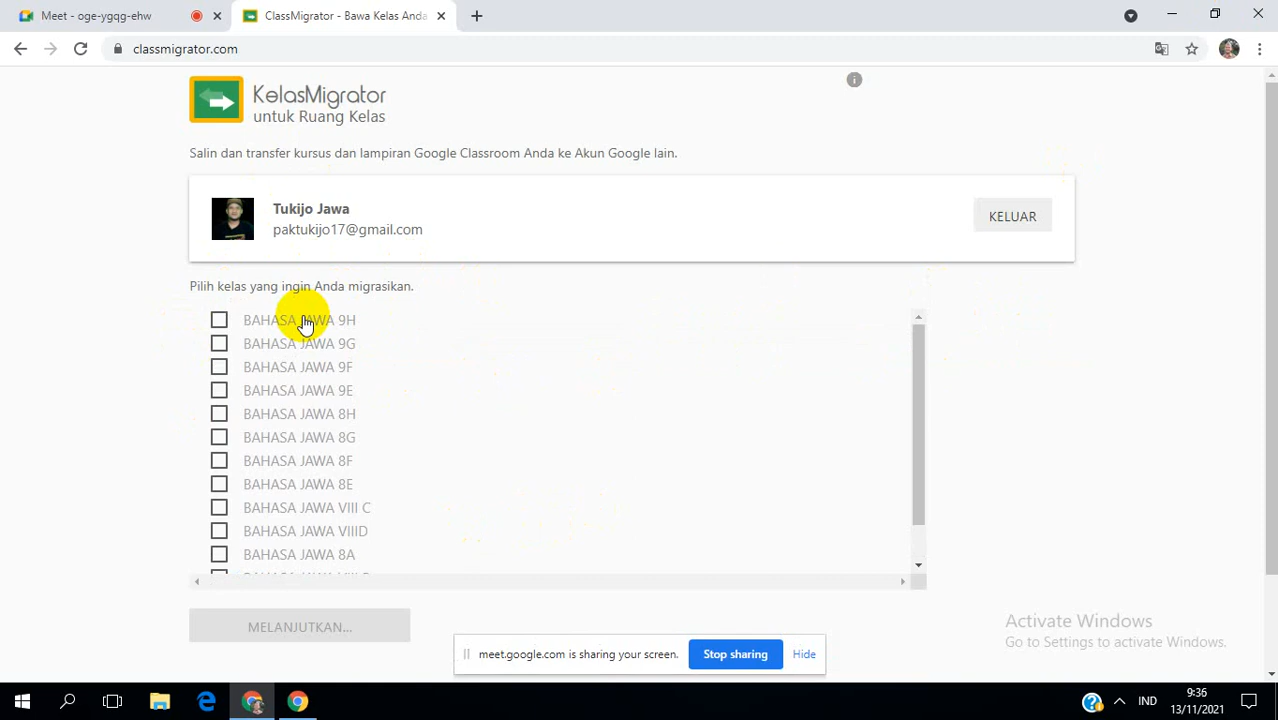 Meet - oge-ygqg-ehw
ClassMigrator - Bawa Kelas Anda
classmigrator.com
KelasMigrator
untuk Ruang Kelas
Salin dan transfer kursus dan lampiran Google Classroom Anda ke Akun Google lain.
Tukijo Jawa
paktukijo17@gmail.com
KELUAR
Pilih kelas yang ingin Anda migrasikan.
BAHASA JAWA 9H
BAHASA JAWA 9G
BAHASA JAWA 9F
BAHASA JAWA 9E
BAHASA JAWA 8H
BAHASA JAWA 8G
BAHASA JAWA 8F
BAHASA JAWA 8E
BAHASA JAWA VIII C
BAHASA JAWA VIIID
BAHASA JAWA 8A
MELANJUTKAN...
meet.google.com is sharing your screen.
Stop sharing
Hide
Activate Windows
Go to Settings to activate Windows.
IND
9:36
13/11/2021